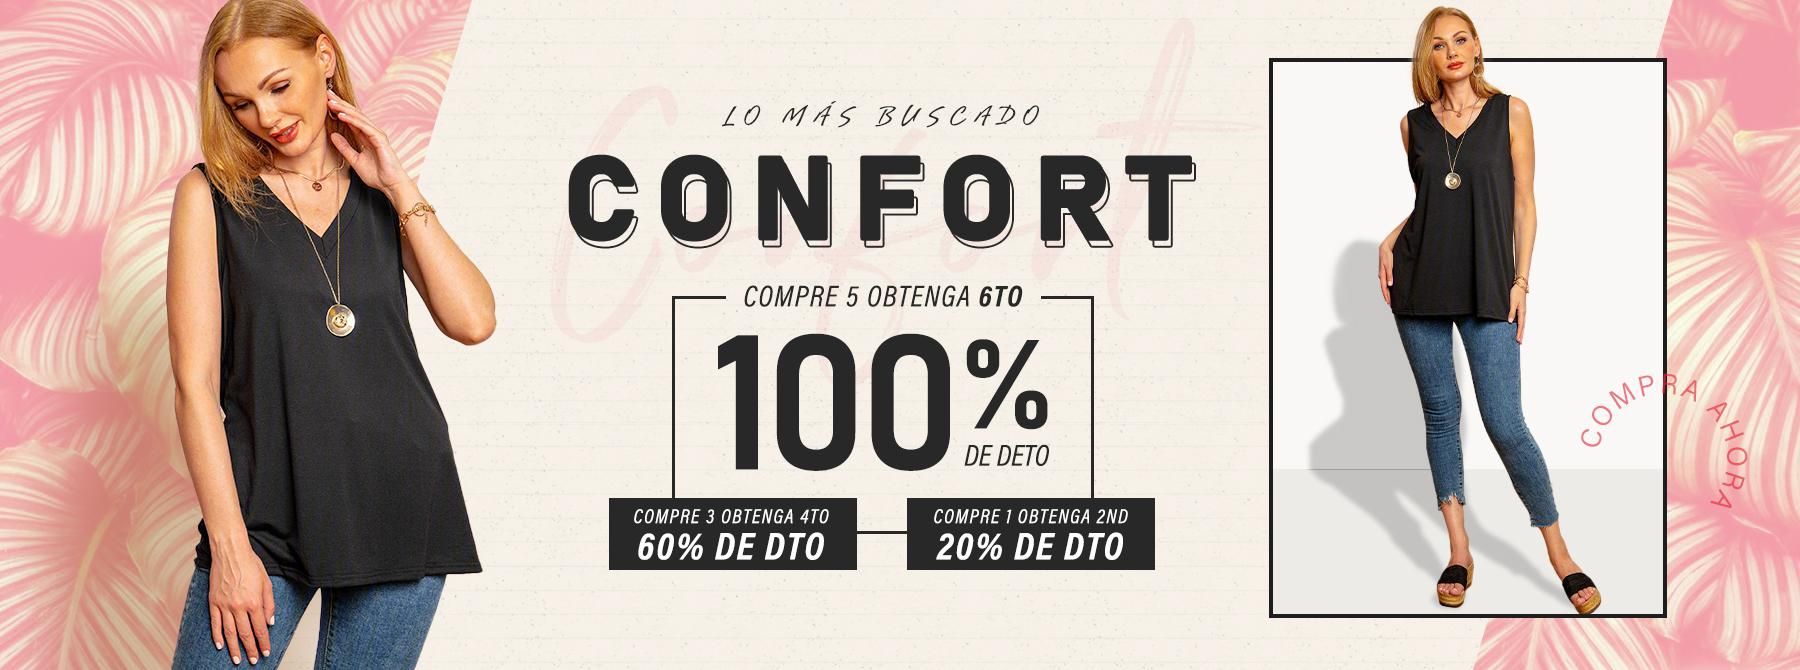 LO MÁS BUSCADO
Confort
CONFORT
COMPRE 5 OBTENGA 6TO
100%
DE DETO
COMPRE 3 OBTENGA 4TO
60% DE DTO
COMPRE 1 OBTENGA 2ND
20% DE DTO
COMPRA AHORA